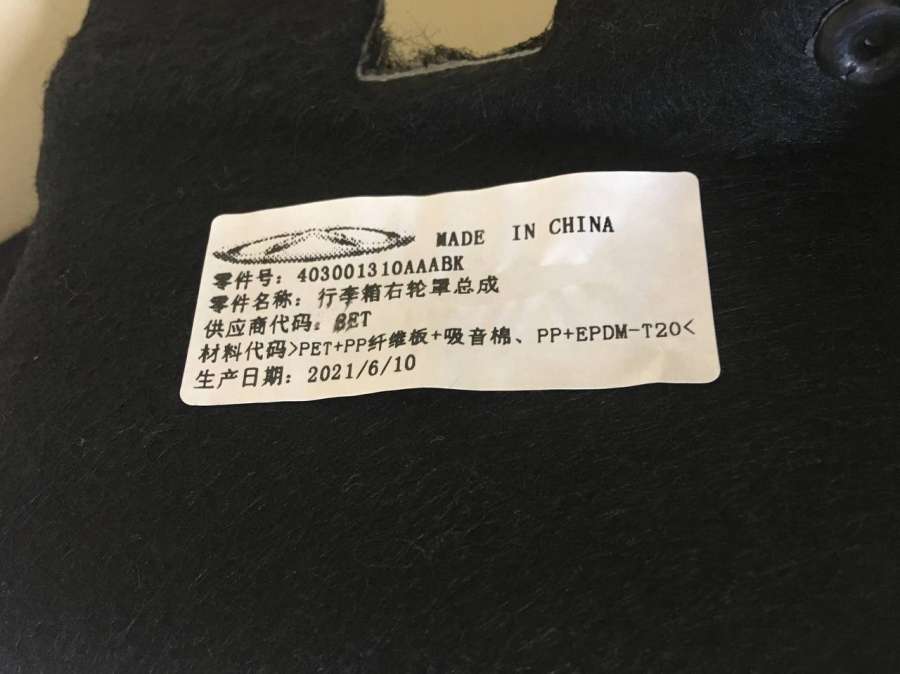 MADE IN CHINA
零件号：403001310AAABK
零件名称：行李箱右轮罩总成
供应商代码：BET
材料代码>PET+PP纤维板+吸音棉、PP+EPDM-T20<
生产日期：2021/6/10